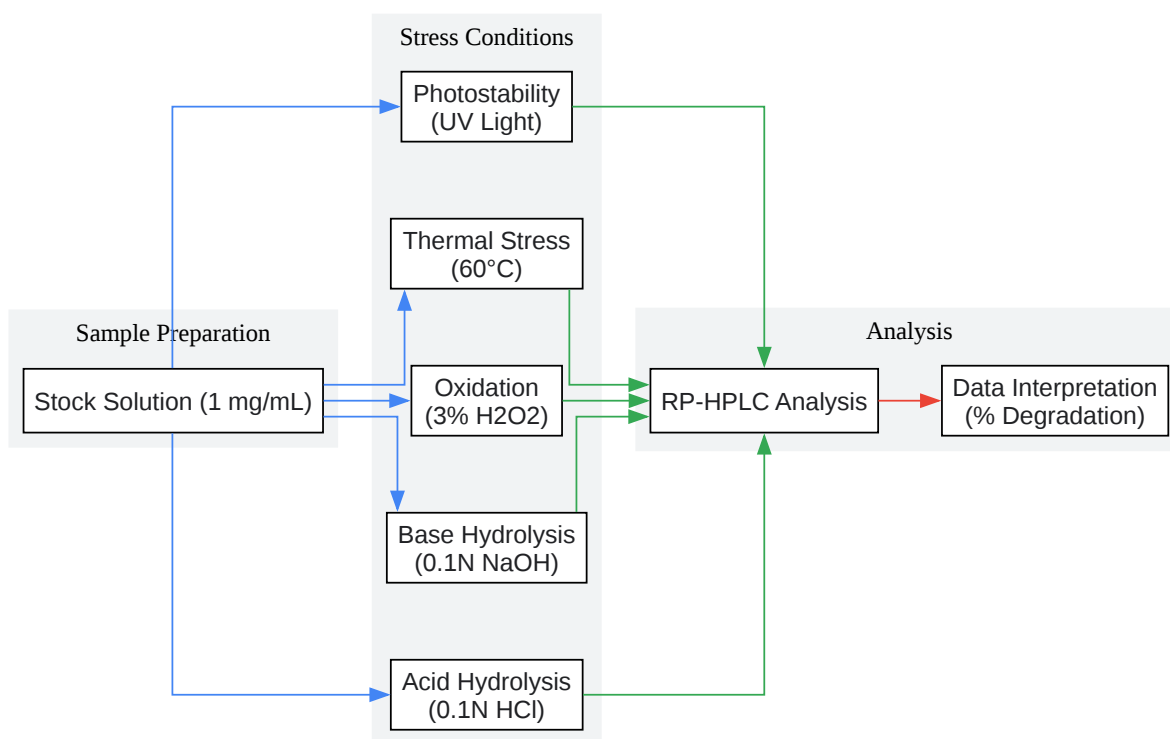 Stress Conditions
Photostability
(UV Light)
Thermal Stress
(60°C)
Sample Preparation
Stock Solution (1 mg/mL)
Oxidation
(3% H2O2)
Base Hydrolysis
(0.1N NaOH)
Acid Hydrolysis
(0.1N HCl)
Analysis
RP-HPLC Analysis
Data Interpretation
(% Degradation)